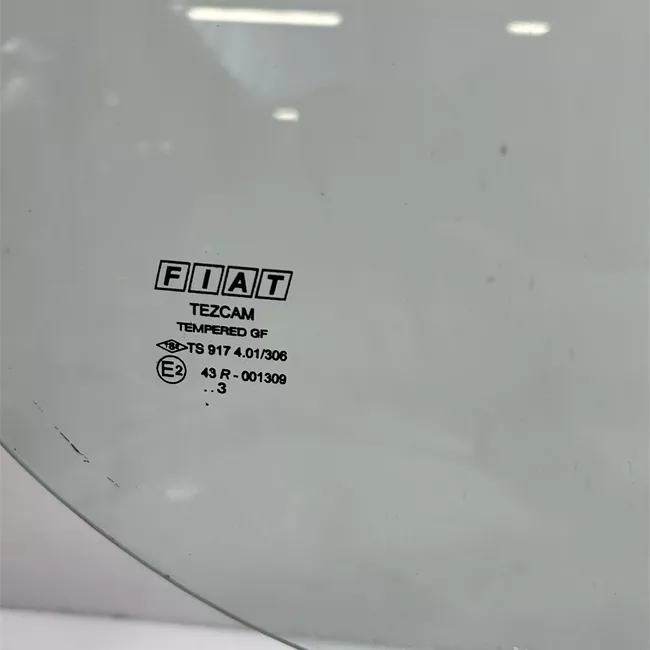 FIAT
TEZCAM
TEMPERED GF
TSE TS 917 4.01/306
E2 43 R - 001309
..3